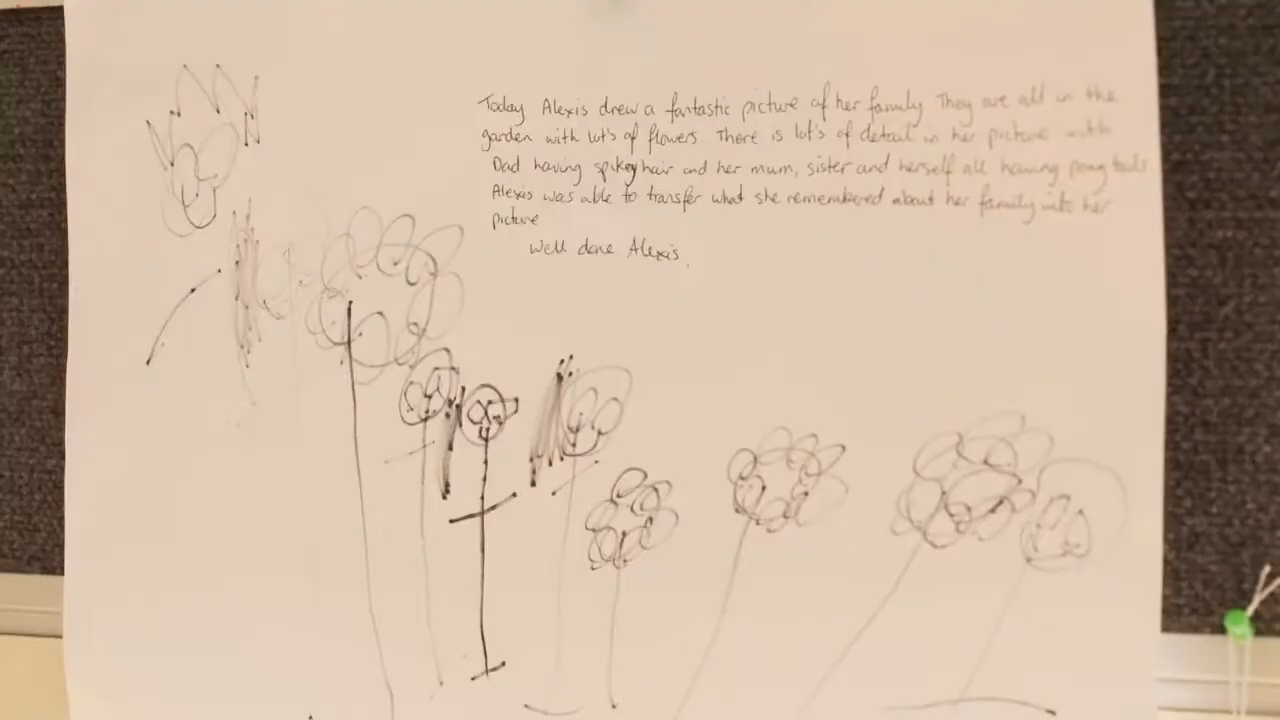 Today Alexis drew a fantastic picture of her family They are all in the
garden with lot's of flowers. There is lot's of detail in her picture with
Dad having spikey hair and her mum, sister and herself all having pony tails
Alexis was able to transfer what she remembered about her family into her
picture
Well done Alexis.